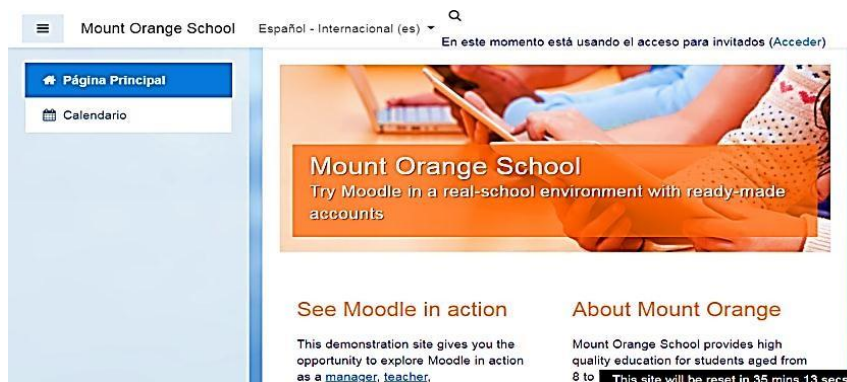 Mount Orange School
Español - Internacional (es)
En este momento está usando el acceso para invitados (Acceder)
Página Principal
Calendario
Mount Orange School
Try Moodle in a real-school environment with ready-made
accounts
See Moodle in action
This demonstration site gives you the
opportunity to explore Moodle in action
as a manager, teacher,
About Mount Orange
Mount Orange School provides high
quality education for students aged from
8 to
This site will be reset in 35 mins 13 secs